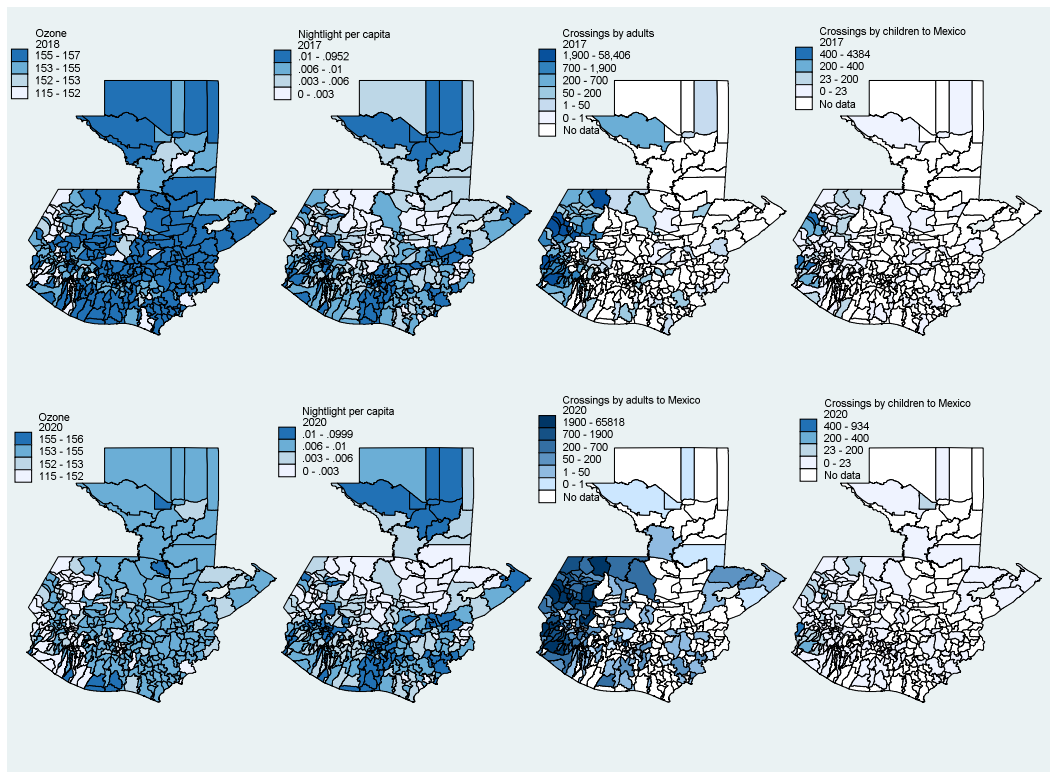 Ozone
2018
155 - 157
153 - 155
152 - 153
115 - 152
Nightlight per capita
2017
.01 - .0952
.006 - .01
.003 - .006
0 - .003
Crossings by adults
2017
1,900 - 58,406
700 - 1,900
200 - 700
50 - 200
1 - 50
0 - 1
No data
Crossings by children to Mexico
2017
400 - 4384
200 - 400
23 - 200
0 - 23
No data
Ozone
2020
155 - 156
153 - 155
152 - 153
115 - 152
Nightlight per capita
2020
.01 - .0999
.006 - .01
.003 - .006
0 - .003
Crossings by adults to Mexico
2020
1900 - 65818
700 - 1900
200 - 700
50 - 200
1 - 50
0 - 1
No data
Crossings by children to Mexico
2020
400 - 934
200 - 400
23 - 200
0 - 23
No data